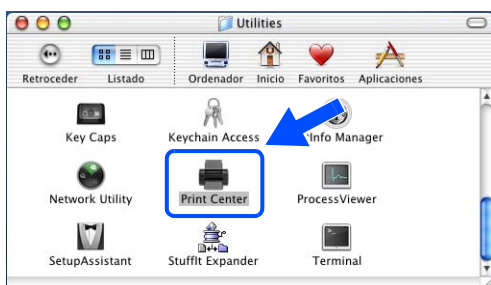 Utilities
Retroceder Listado Ordenador Inicio Favoritos Aplicaciones
Key Caps Keychain Access Info Manager
Network Utility Print Center ProcessViewer
SetupAssistant StuffIt Expander Terminal